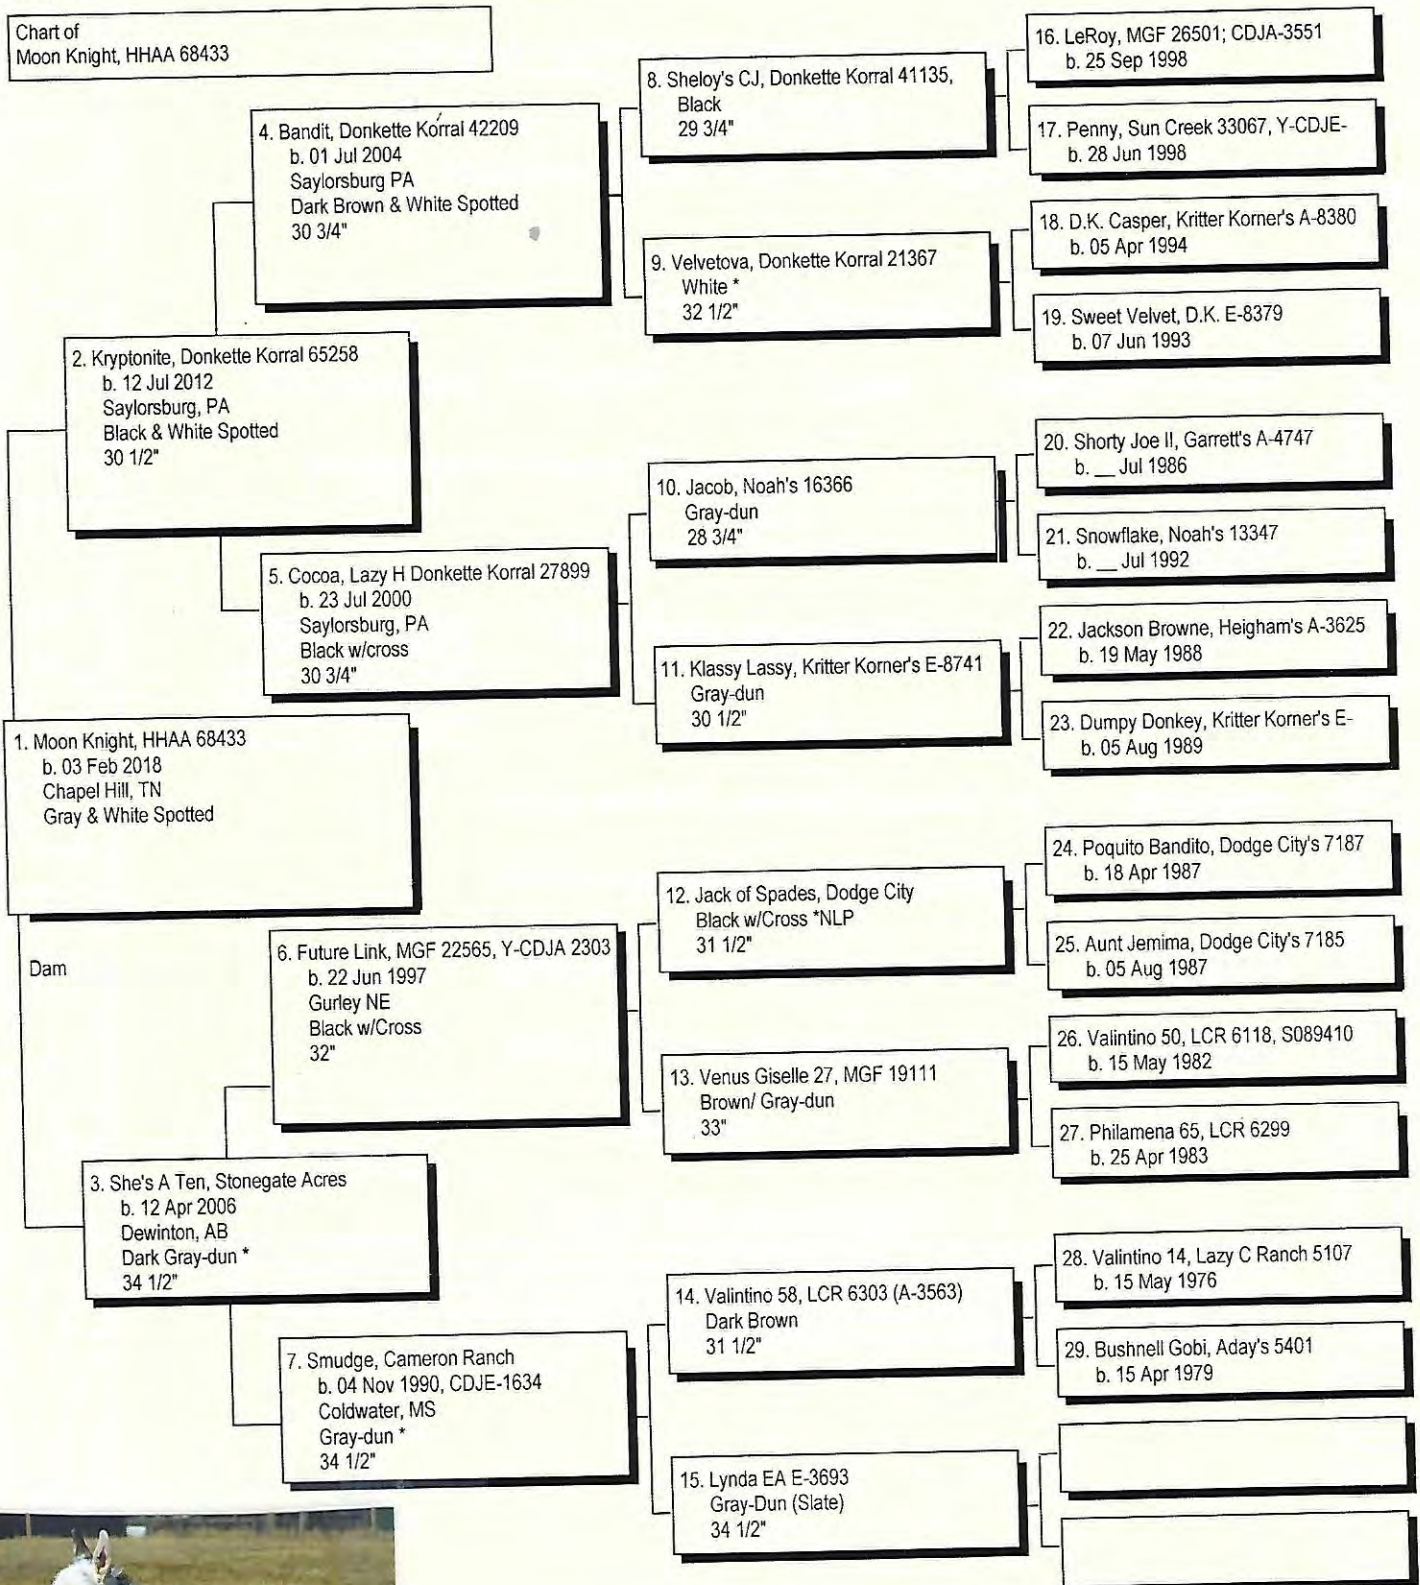 Chart of
Moon Knight, HHAA 68433
16. LeRoy, MGF 26501; CDJA-3551
b. 25 Sep 1998
8. Sheloy's CJ, Donkette Korral 41135,
Black
29 3/4"
17. Penny, Sun Creek 33067, Y-CDJE-
b. 28 Jun 1998
4. Bandit, Donkette Korral 42209
b. 01 Jul 2004
Saylorsburg PA
Dark Brown & White Spotted
30 3/4"
18. D.K. Casper, Kritter Korner's A-8380
b. 05 Apr 1994
9. Velvetova, Donkette Korral 21367
White *
32 1/2"
19. Sweet Velvet, D.K. E-8379
b. 07 Jun 1993
2. Kryptonite, Donkette Korral 65258
b. 12 Jul 2012
Saylorsburg, PA
Black & White Spotted
30 1/2"
20. Shorty Joe II, Garrett's A-4747
b. __ Jul 1986
10. Jacob, Noah's 16366
Gray-dun
28 3/4"
21. Snowflake, Noah's 13347
b. __ Jul 1992
5. Cocoa, Lazy H Donkette Korral 27899
b. 23 Jul 2000
Saylorsburg, PA
Black w/cross
30 3/4"
22. Jackson Browne, Heigham's A-3625
b. 19 May 1988
11. Klassy Lassy, Kritter Korner's E-8741
Gray-dun
30 1/2"
23. Dumpy Donkey, Kritter Korner's E-
b. 05 Aug 1989
1. Moon Knight, HHAA 68433
b. 03 Feb 2018
Chapel Hill, TN
Gray & White Spotted
24. Poquito Bandito, Dodge City's 7187
b. 18 Apr 1987
12. Jack of Spades, Dodge City
Black w/Cross *NLP
31 1/2"
25. Aunt Jemima, Dodge City's 7185
b. 05 Aug 1987
6. Future Link, MGF 22565, Y-CDJA 2303
b. 22 Jun 1997
Gurley NE
Black w/Cross
32"
Dam
26. Valintino 50, LCR 6118, S089410
b. 15 May 1982
13. Venus Giselle 27, MGF 19111
Brown/ Gray-dun
33"
27. Philamena 65, LCR 6299
b. 25 Apr 1983
3. She's A Ten, Stonegate Acres
b. 12 Apr 2006
Dewinton, AB
Dark Gray-dun *
34 1/2"
28. Valintino 14, Lazy C Ranch 5107
b. 15 May 1976
14. Valintino 58, LCR 6303 (A-3563)
Dark Brown
31 1/2"
29. Bushnell Gobi, Aday's 5401
b. 15 Apr 1979
7. Smudge, Cameron Ranch
b. 04 Nov 1990, CDJE-1634
Coldwater, MS
Gray-dun *
34 1/2"
15. Lynda EA E-3693
Gray-Dun (Slate)
34 1/2"